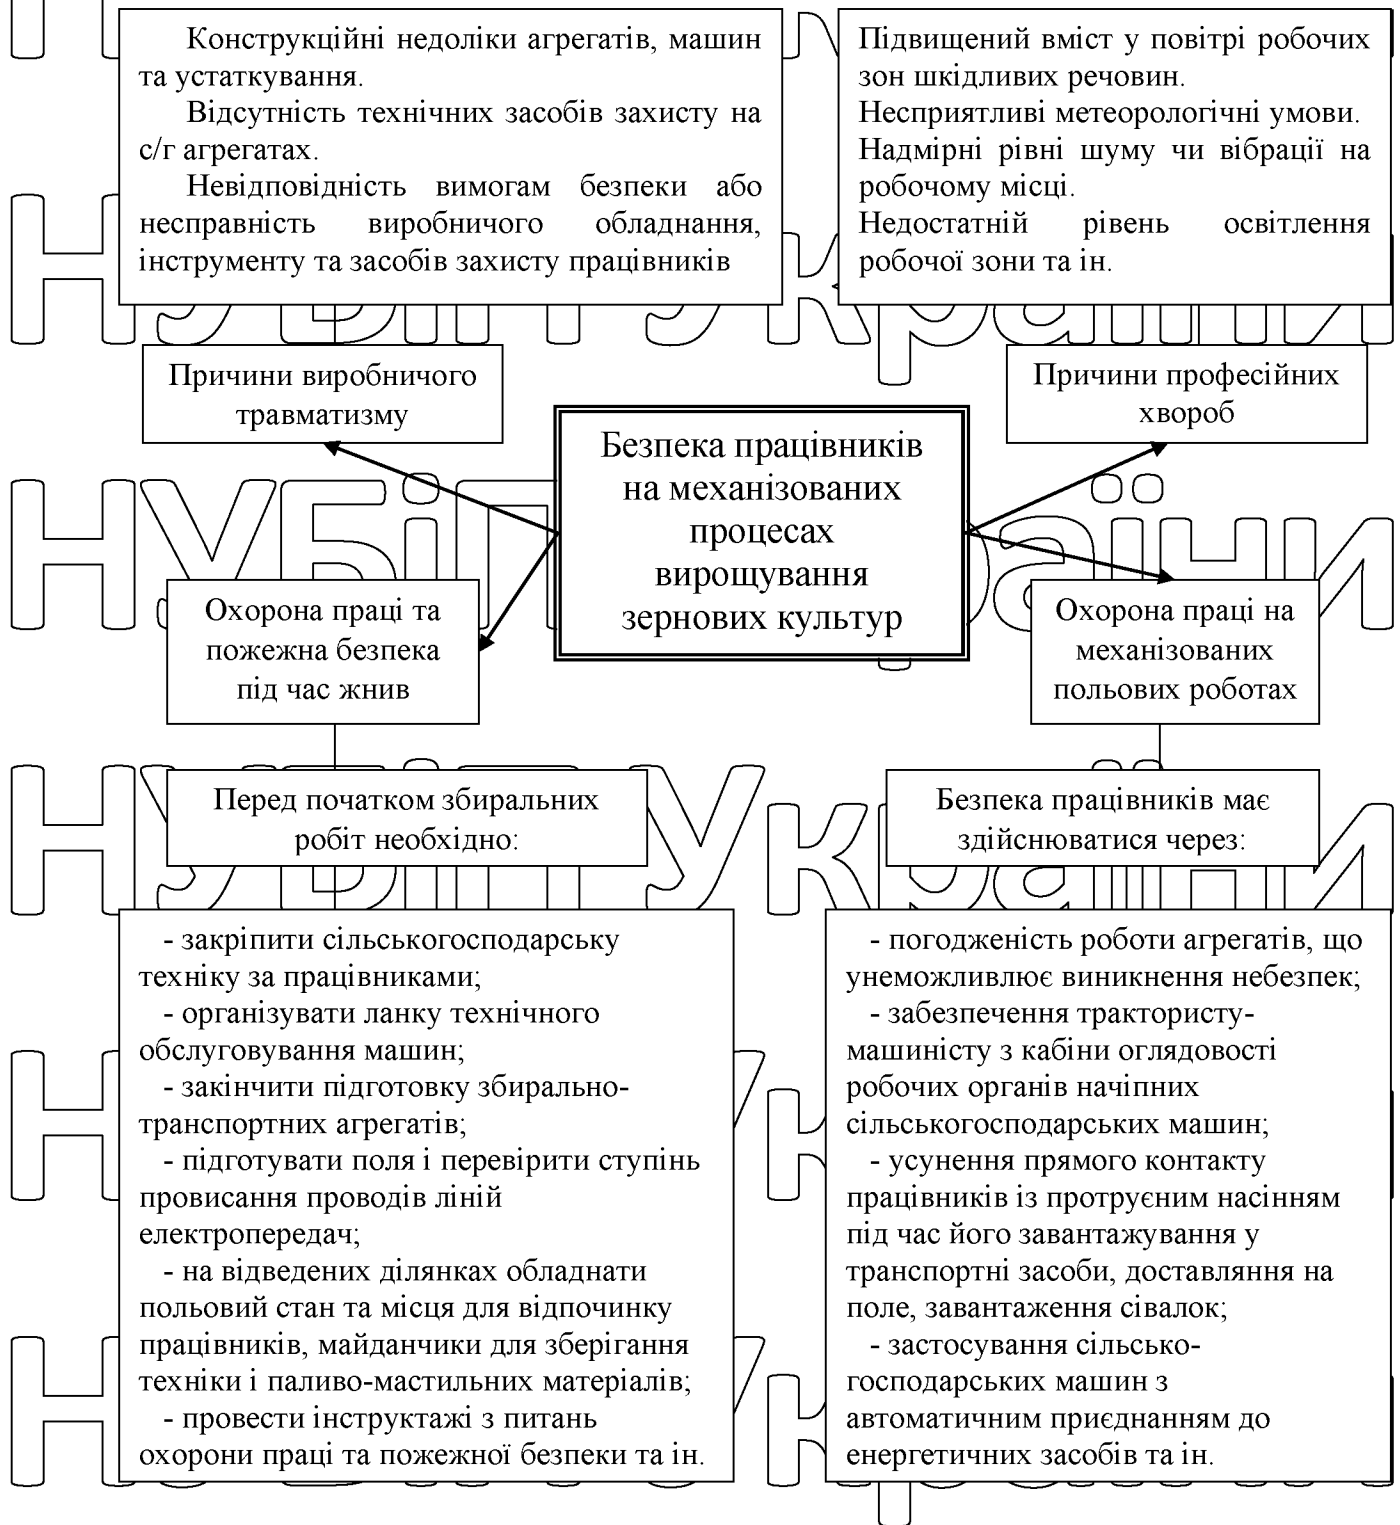 Конструкційні недоліки агрегатів, машин
та устаткування.
Відсутність технічних засобів захисту на
с/г агрегатах.
Невідповідність вимогам безпеки або
несправність виробничого обладнання,
інструменту та засобів захисту працівників
Підвищений вміст у повітрі робочих
зон шкідливих речовин.
Несприятливі метеорологічні умови.
Надмірні рівні шуму чи вібрації на
робочому місці.
Недостатній рівень освітлення
робочої зони та ін.
Причини виробничого
травматизму
Причини професійних
хвороб
Безпека працівників
на механізованих
процесах
вирощування
зернових культур
Охорона праці та
пожежна безпека
під час жнив
Охорона праці на
механізованих
польових роботах
Перед початком збиральних
робіт необхідно:
Безпека працівників має
здійснюватися через:
- закріпити сільськогосподарську
техніку за працівниками;
- організувати ланку технічного
обслуговування машин;
- закінчити підготовку збирально-
транспортних агрегатів;
- підготувати поля і перевірити ступінь
провисання проводів ліній
електропередач;
- на відведених ділянках обладнати
польовий стан та місця для відпочинку
працівників, майданчики для зберігання
техніки і паливо-мастильних матеріалів;
- провести інструктажі з питань
охорони праці та пожежної безпеки та ін.
- погодженість роботи агрегатів, що
унеможливлює виникнення небезпек;
- забезпечення трактористу-
машиністу з кабіни оглядовості
робочих органів начіпних
сільськогосподарських машин;
- усунення прямого контакту
працівників із протруєним насінням
під час його завантажування у
транспортні засоби, доставляння на
поле, завантаження сівалок;
- застосування сільсько-
господарських машин з
автоматичним приєднанням до
енергетичних засобів та ін.